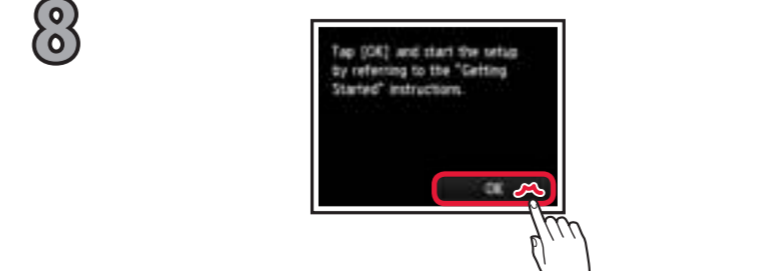 8
Tap [OK] and start the setup
by referring to the "Getting
Started" instructions.
OK